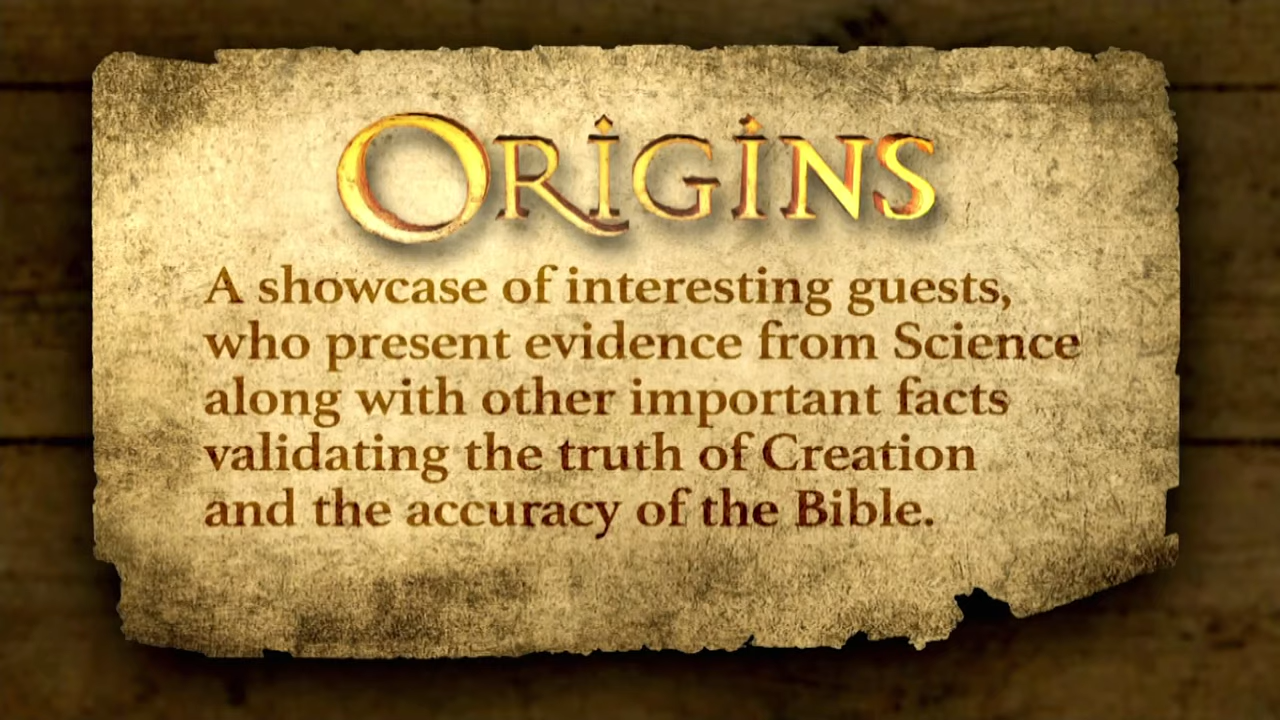 Origins
A showcase of interesting guests,
who present evidence from Science
along with other important facts
validating the truth of Creation
and the accuracy of the Bible.